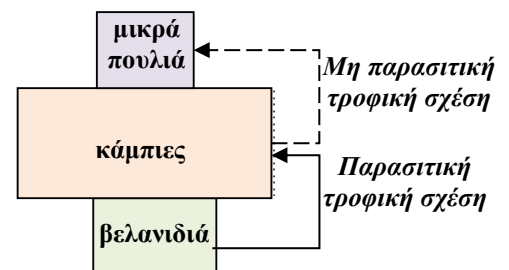 μικρά
πουλιά
Μη παρασιτική
τροφική σχέση
κάμπιες
Παρασιτική
τροφική σχέση
βελανιδιά